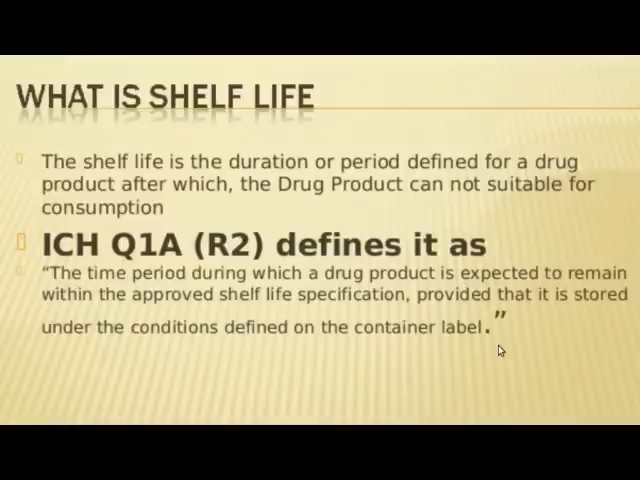 WHAT IS SHELF LIFE
The shelf life is the duration or period defined for a drug
product after which, the Drug Product can not suitable for
consumption
ICH Q1A (R2) defines it as
“The time period during which a drug product is expected to remain
within the approved shelf life specification, provided that it is stored
under the conditions defined on the container label.”